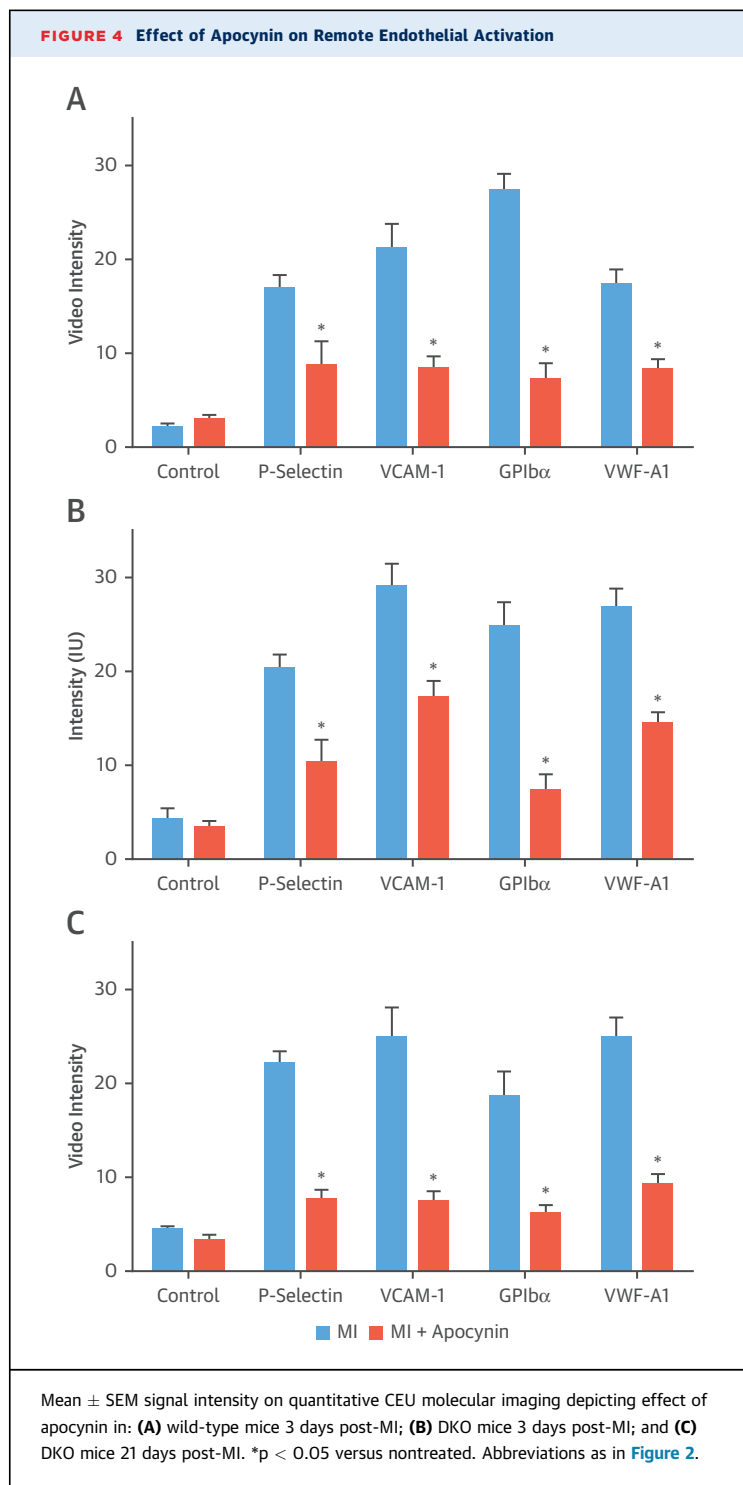 FIGURE 4 Effect of Apocynin on Remote Endothelial Activation
A
Video Intensity
30
20
10
0
*
*
*
*
Control P-Selectin VCAM-1 GPIbα VWF-A1
B
Intensity (IU)
30
20
10
0
*
*
*
*
Control P-Selectin VCAM-1 GPIbα VWF-A1
C
Video Intensity
30
20
10
0
*
*
*
*
Control P-Selectin VCAM-1 GPIbα VWF-A1
MI MI + Apocynin
Mean ± SEM signal intensity on quantitative CEU molecular imaging depicting effect of
apocynin in: (A) wild-type mice 3 days post-MI; (B) DKO mice 3 days post-MI; and (C)
DKO mice 21 days post-MI. *p < 0.05 versus nontreated. Abbreviations as in Figure 2.